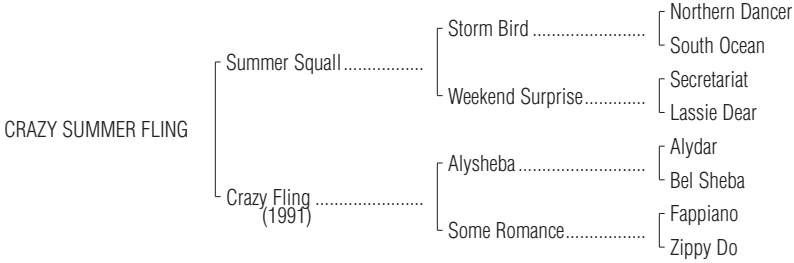 Northern Dancer
Storm Bird ........................
South Ocean
Summer Squall.................
Secretariat
Weekend Surprise.............
Lassie Dear
CRAZY SUMMER FLING
Alydar
Alysheba ...........................
Bel Sheba
Crazy Fling .......................
(1991)
Fappiano
Some Romance.................
Zippy Do